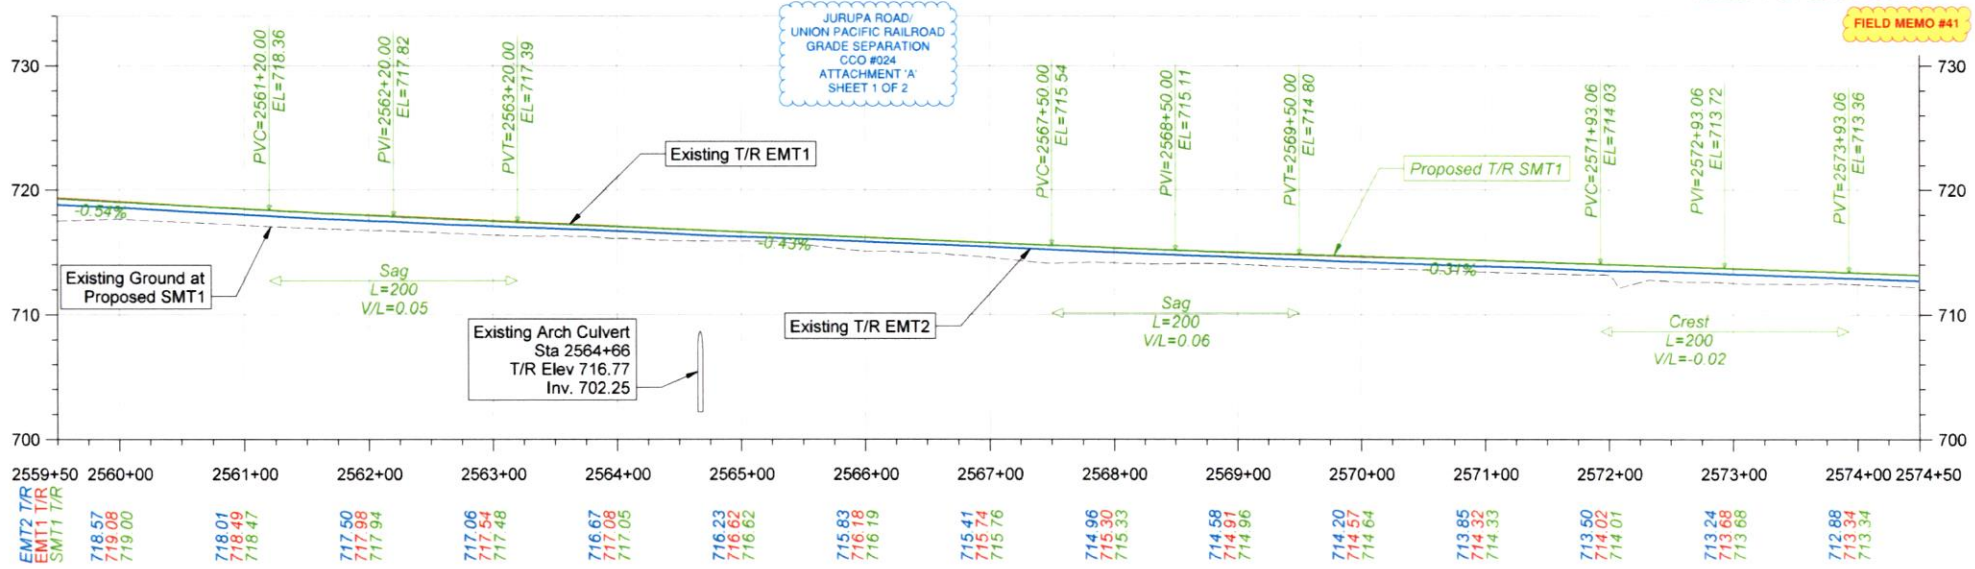 JURUPA ROAD/
UNION PACIFIC RAILROAD
GRADE SEPARATION
CCO #024
ATTACHMENT 'A'
SHEET 1 OF 2
FIELD MEMO #41
730
720
710
700
730
720
710
700
PVC=2561+20.00
EL=718.36
PVI=2562+20.00
EL=717.82
PVT=2563+20.00
EL=717.39
PVC=2567+50.00
EL=715.54
PVI=2568+50.00
EL=715.11
PVT=2569+50.00
EL=714.80
PVC=2571+93.06
EL=714.03
PVI=2572+93.06
EL=713.72
PVT=2573+93.06
EL=713.36
Existing T/R EMT1
Proposed T/R SMT1
-0.54%
-0.43%
-0.31%
Existing Ground at
Proposed SMT1
Sag
L=200
V/L=0.05
Existing Arch Culvert
Sta 2564+66
T/R Elev 716.77
Inv. 702.25
Existing T/R EMT2
Sag
L=200
V/L=0.06
Crest
L=200
V/L=-0.02
2559+50 2560+00 2561+00 2562+00 2563+00 2564+00 2565+00 2566+00 2567+00 2568+00 2569+00 2570+00 2571+00 2572+00 2573+00 2574+00 2574+50
EMT2 T/R
EMT1 T/R
SMT1 T/R
718.57
719.08
719.00
718.01
718.49
718.47
717.50
717.98
717.94
717.06
717.54
717.48
716.67
717.08
717.05
716.23
716.62
716.62
715.83
716.18
716.19
715.41
715.74
715.76
714.96
715.30
715.33
714.58
714.91
714.96
714.20
714.57
714.64
713.85
714.32
714.33
713.50
714.02
714.01
713.24
713.68
713.68
712.88
713.34
713.34